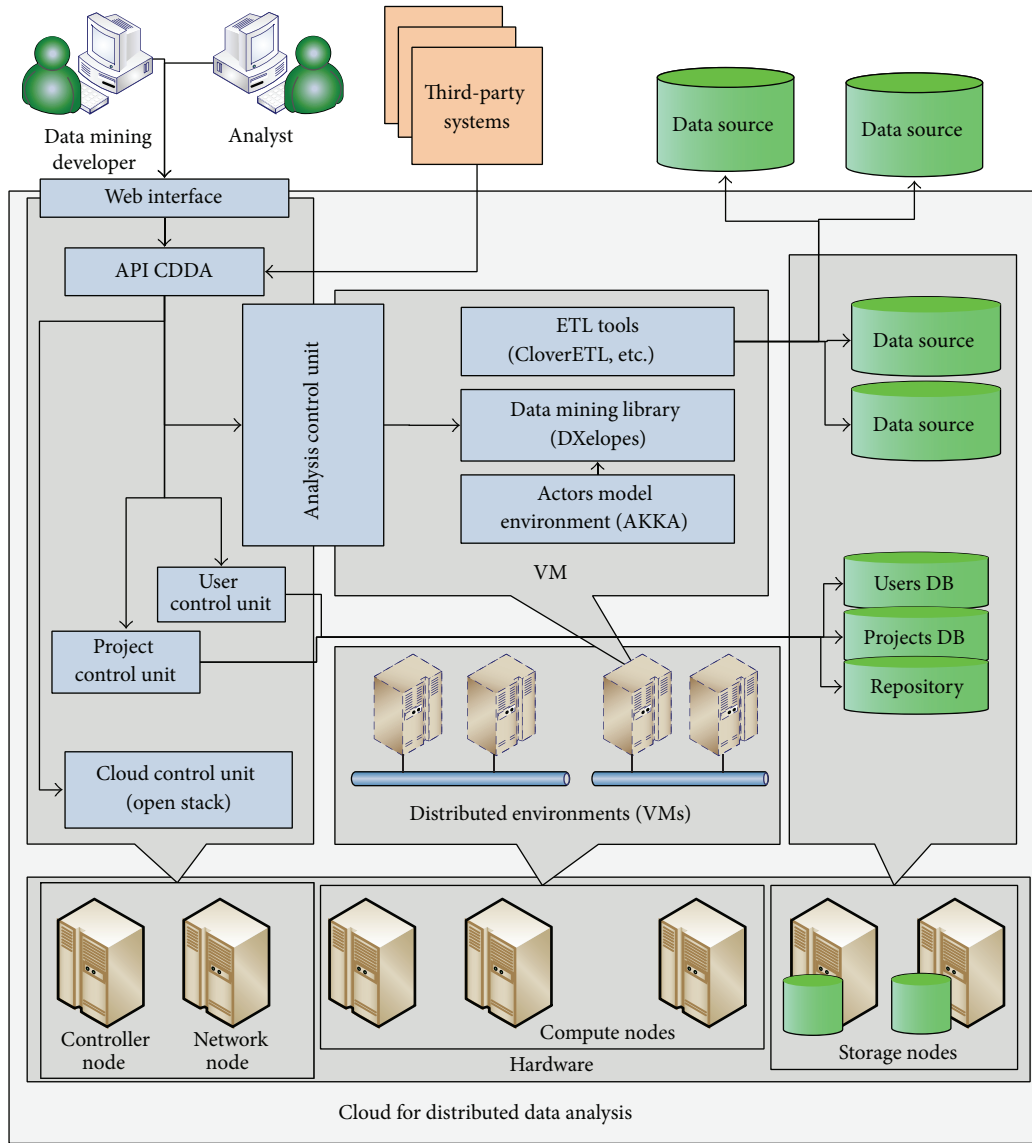 Data mining
developer
Analyst
Third-party
systems
Data source
Data source
Web interface
API CDDA
Analysis control unit
ETL tools
(CloverETL, etc.)
Data mining library
(DXelopes)
Actors model
environment (AKKA)
VM
Data source
Data source
User
control unit
Project
control unit
Users DB
Projects DB
Repository
Cloud control unit
(open stack)
Distributed environments (VMs)
Controller
node
Network
node
Compute nodes
Storage nodes
Hardware
Cloud for distributed data analysis